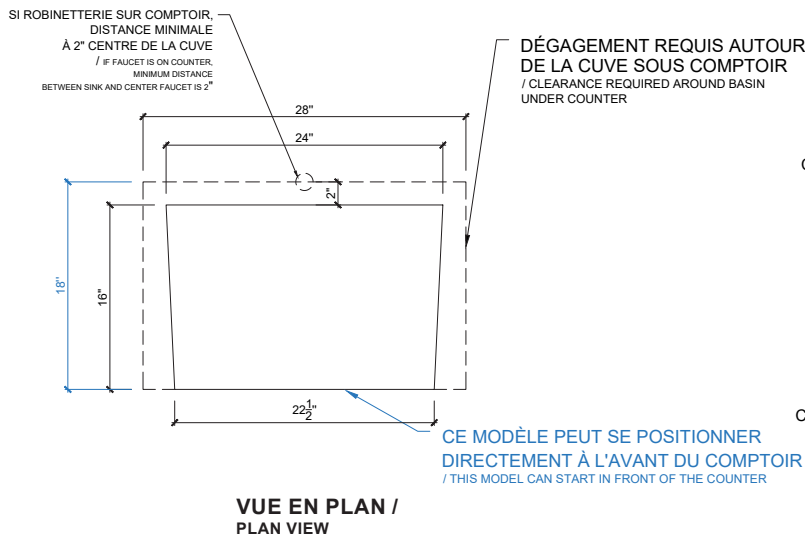 SI ROBINETTERIE SUR COMPTOIR,
DISTANCE MINIMALE
À 2" CENTRE DE LA CUVE
/ IF FAUCET IS ON COUNTER,
MINIMUM DISTANCE
BETWEEN SINK AND CENTER FAUCET IS 2"
DÉGAGEMENT REQUIS AUTOUR
DE LA CUVE SOUS COMPTOIR
/ CLEARANCE REQUIRED AROUND BASIN
UNDER COUNTER
28"
24"
2"
18"
16"
22 1/2"
CE MODÈLE PEUT SE POSITIONNER
DIRECTEMENT À L'AVANT DU COMPTOIR
/ THIS MODEL CAN START IN FRONT OF THE COUNTER
VUE EN PLAN /
PLAN VIEW